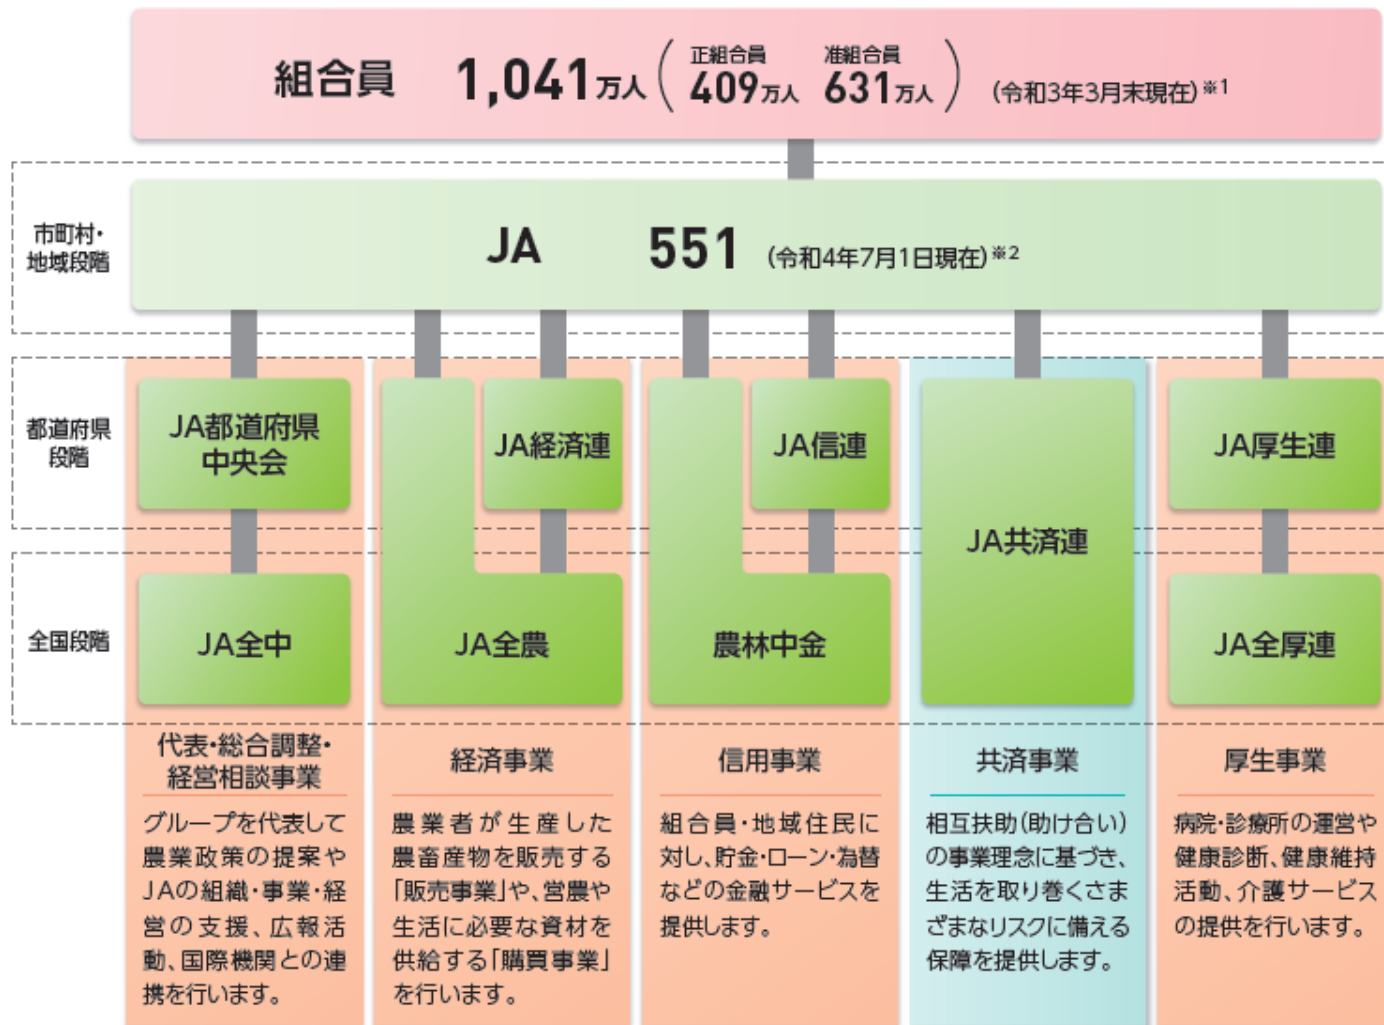 組合員 1,041万人(正組合員 409万人 准組合員 631万人)(令和3年3月末現在)※1
市町村・
地域段階
JA 551 (令和4年7月1日現在)※2
都道府県
段階
JA都道府県
中央会
JA経済連
JA信連
JA厚生連
JA共済連
全国段階
JA全中
JA全農
農林中金
JA全厚連
代表・総合調整・
経営相談事業
グループを代表して
農業政策の提案や
JAの組織・事業・経
営の支援、広報活
動、国際機関との連
携を行います。
経済事業
農業者が生産した
農畜産物を販売する
「販売事業」や、営農や
生活に必要な資材を
供給する「購買事業」
を行います。
信用事業
組合員・地域住民に
対し、貯金・ローン・為替
などの金融サービスを
提供します。
共済事業
相互扶助(助け合い)
の事業理念に基づき、
生活を取り巻くさま
ざまなリスクに備える
保障を提供します。
厚生事業
病院・診療所の運営や
健康診断、健康維持
活動、介護サービス
の提供を行います。